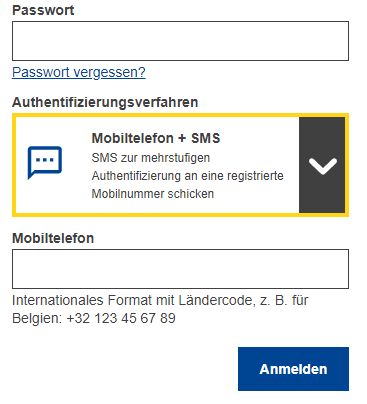 Passwort
Passwort vergessen?
Authentifizierungsverfahren
Mobiltelefon + SMS
SMS zur mehrstufigen
Authentifizierung an eine registrierte
Mobilnummer schicken
Mobiltelefon
Internationales Format mit Ländercode, z. B. für
Belgien: +32 123 45 67 89
Anmelden